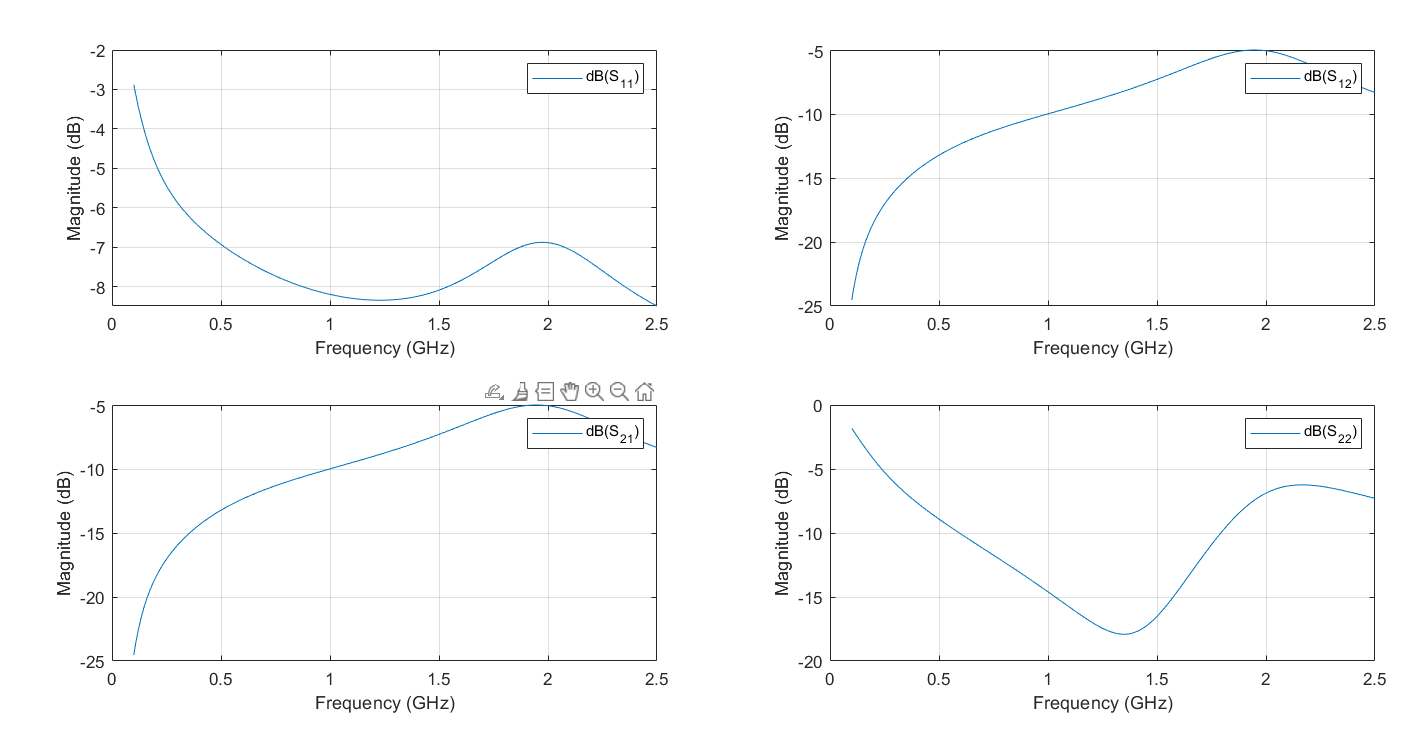 -2
-3
-4
-5
-6
-7
-8
Magnitude (dB)
dB(S11)
0 0.5 1 1.5 2 2.5
Frequency (GHz)
-5
-10
-15
-20
-25
Magnitude (dB)
dB(S12)
0 0.5 1 1.5 2 2.5
Frequency (GHz)
-5
-10
-15
-20
-25
Magnitude (dB)
dB(S21)
0 0.5 1 1.5 2 2.5
Frequency (GHz)
0
-5
-10
-15
-20
Magnitude (dB)
dB(S22)
0 0.5 1 1.5 2 2.5
Frequency (GHz)